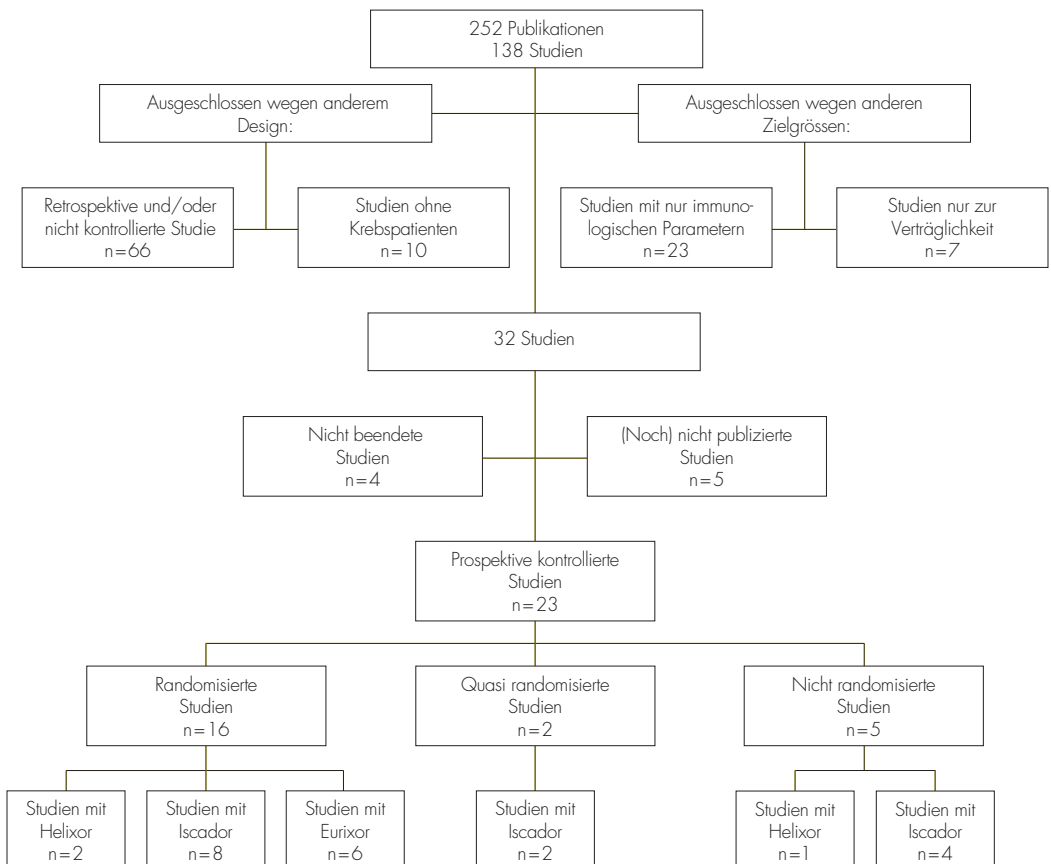 252 Publikationen
138 Studien
Ausgeschlossen wegen anderem
Design:
Ausgeschlossen wegen anderen
Zielgrössen:
Retrospektive und/oder
nicht kontrollierte Studie
n=66
Studien ohne
Krebspatienten
n=10
Studien mit nur immuno-
logischen Parametern
n=23
Studien nur zur
Verträglichkeit
n=7
32 Studien
Nicht beendete
Studien
n=4
(Noch) nicht publizierte
Studien
n=5
Prospektive kontrollierte
Studien
n=23
Randomisierte
Studien
n=16
Quasi randomisierte
Studien
n=2
Nicht randomisierte
Studien
n=5
Studien mit
Helixor
n=2
Studien mit
Iscador
n=8
Studien mit
Eurixor
n=6
Studien mit
Iscador
n=2
Studien mit
Helixor
n=1
Studien mit
Iscador
n=4